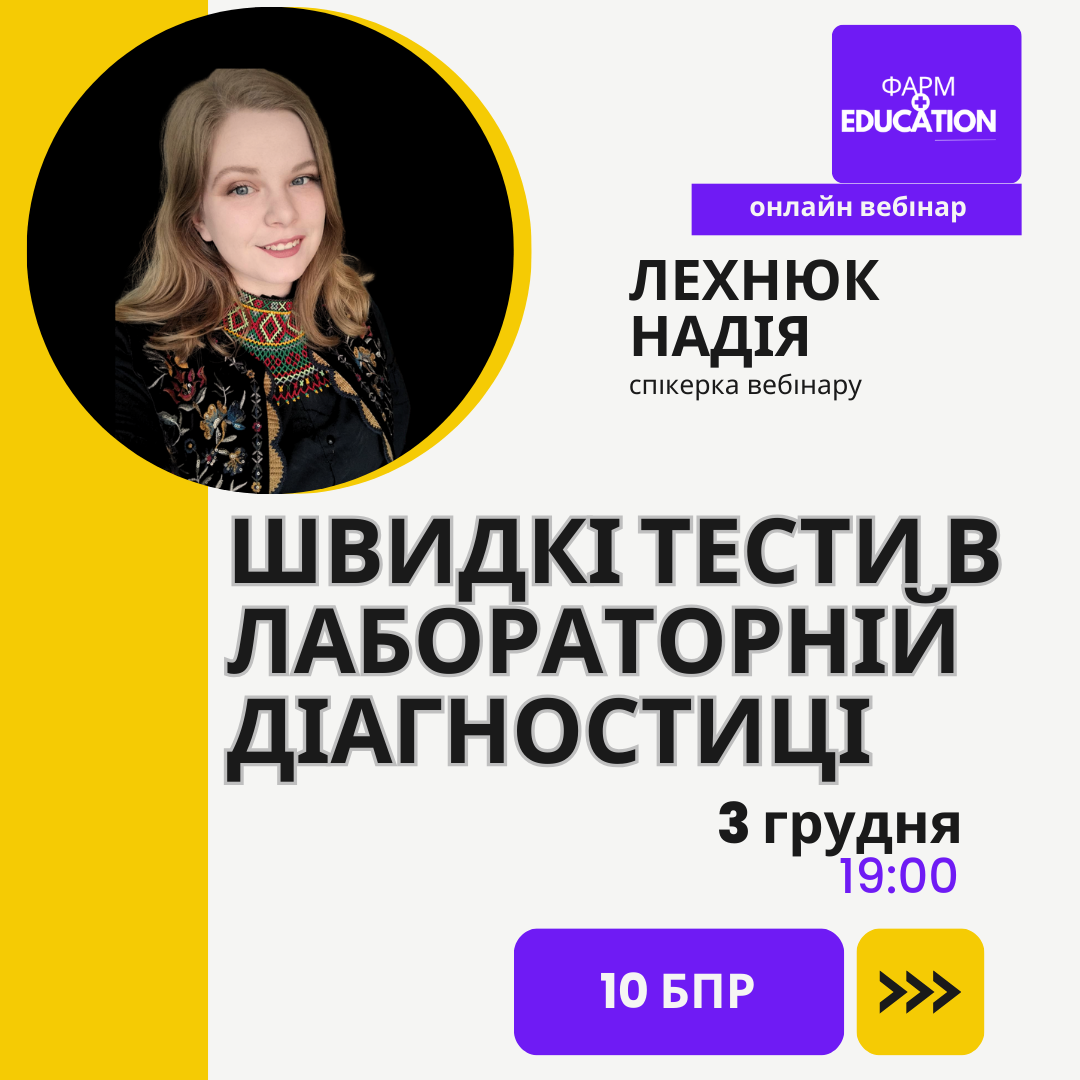 ФАРМ
EDUCATION
онлайн вебінар
ЛЕХНЮК
НАДІЯ
спікерка вебінару
ШВИДКІ ТЕСТИ В
ЛАБОРАТОРНІЙ
ДІАГНОСТИЦІ
3 грудня
19:00
10 БПР